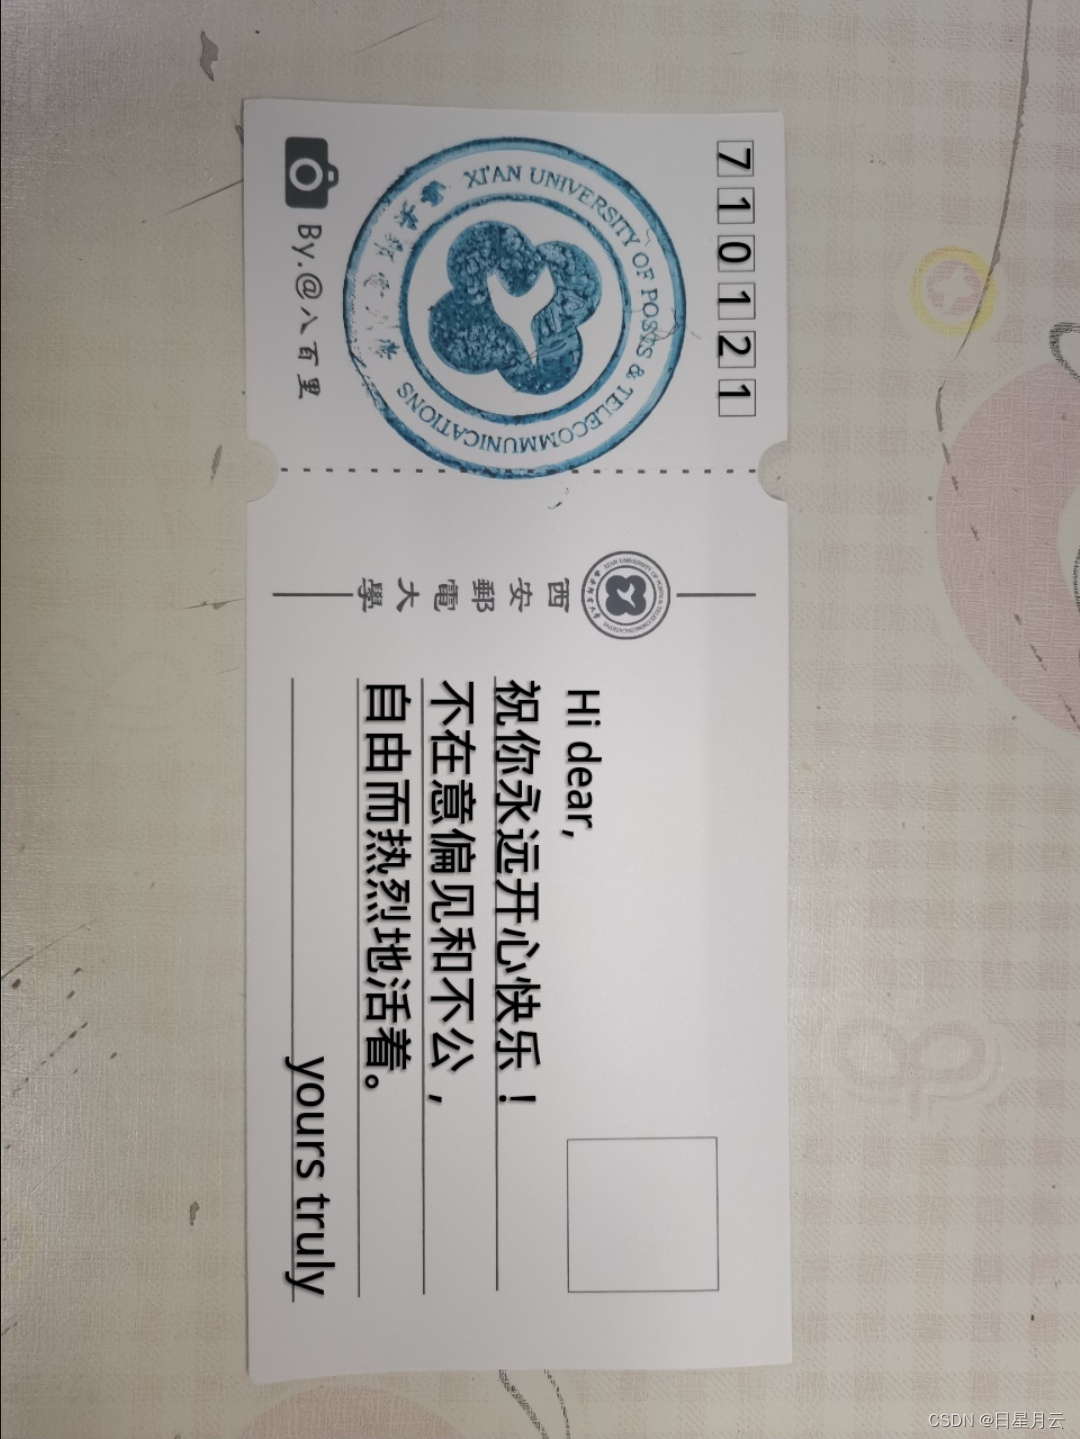 710121
XI'AN UNIVERSITY OF POSTS & TELECOMMUNICATIONS
By.@八百里
西安郵電大學
Hi dear,
祝你永远开心快乐！
不在意偏见和不公，
自由而热烈地活着。
yours truly
CSDN @日星月云